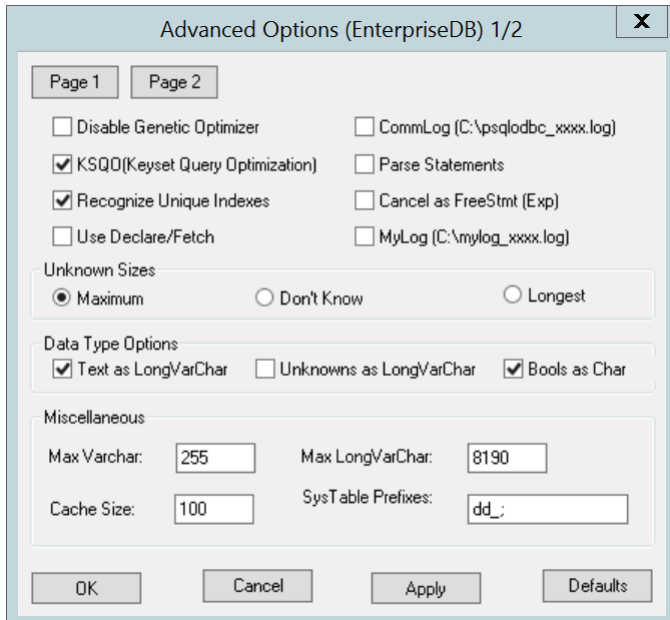 Advanced Options (EnterpriseDB) 1/2 X
Page 1 Page 2
Disable Genetic Optimizer CommLog (C:\psqlodbc_xxxx.log)
KSQO(Keyset Query Optimization) Parse Statements
Recognize Unique Indexes Cancel as FreeStmt (Exp)
Use Declare/Fetch MyLog (C:\mylog_xxxx.log)
Unknown Sizes
Maximum Don't Know Longest
Data Type Options
Text as LongVarChar Unknowns as LongVarChar Bools as Char
Miscellaneous
Max Varchar: 255 Max LongVarChar: 8190
Cache Size: 100 SysTable Prefixes: dd_;
OK Cancel Apply Defaults